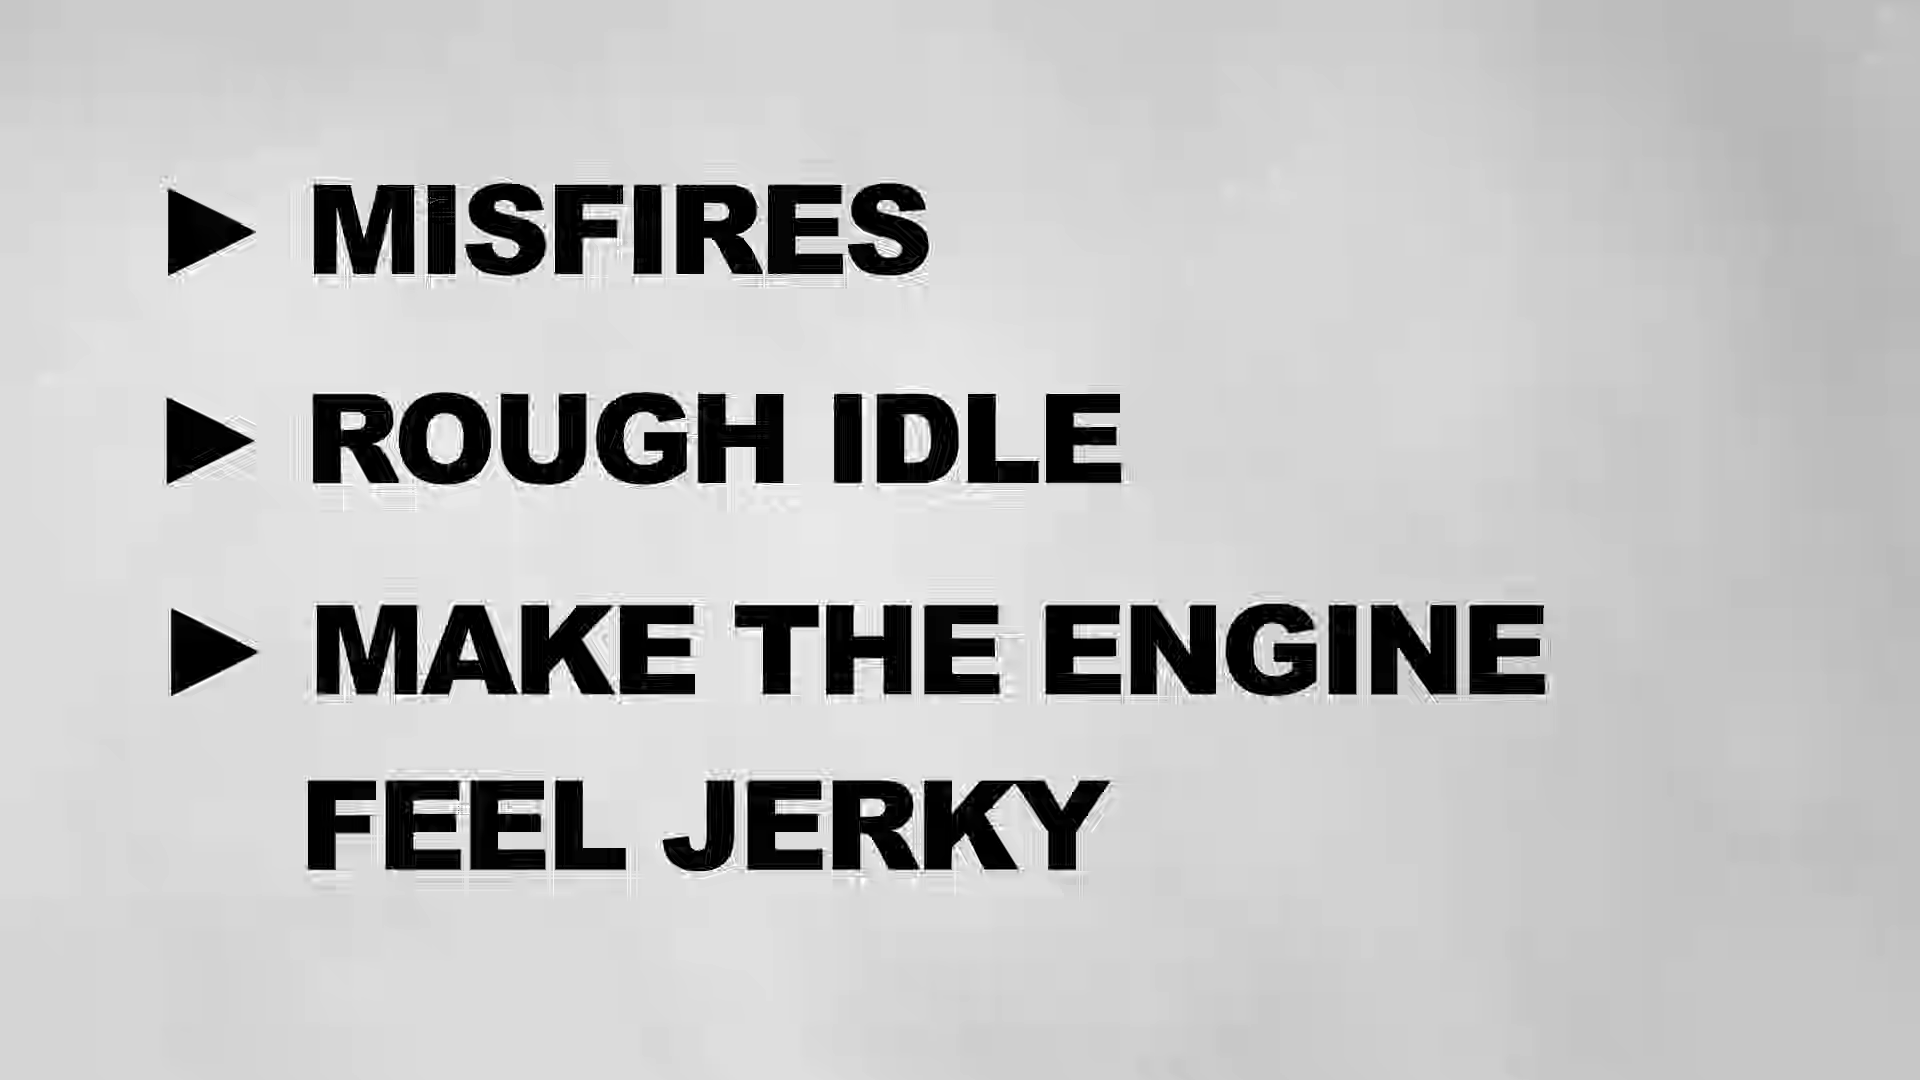 ▶ MISFIRES
▶ ROUGH IDLE
▶ MAKE THE ENGINE
FEEL JERKY